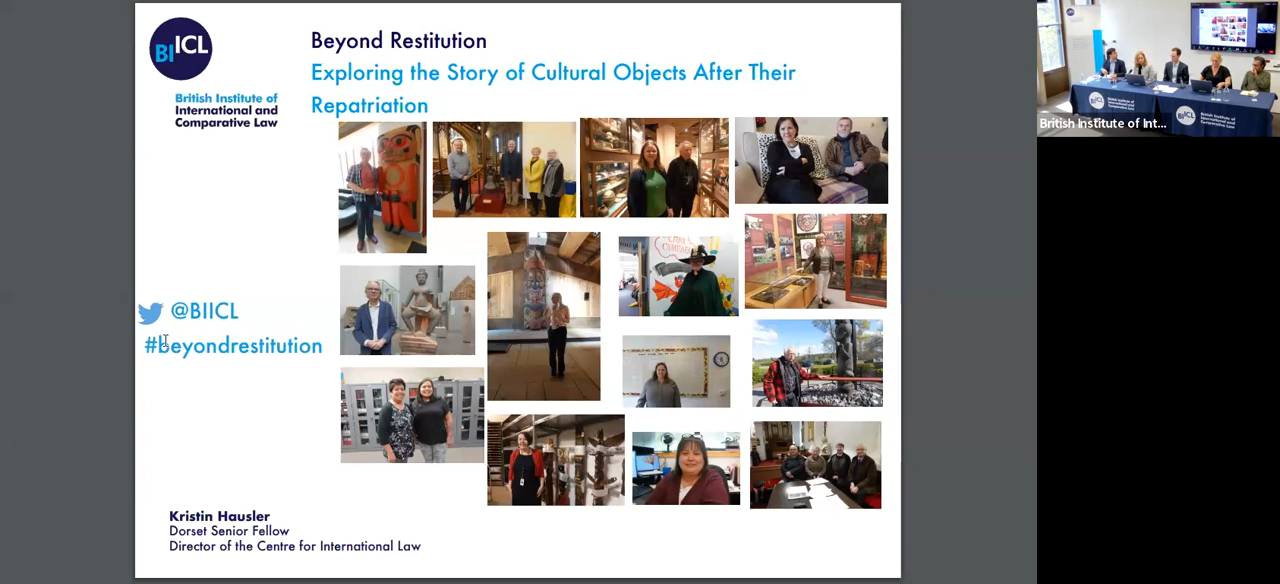 BIICL
British Institute of
International and
Comparative Law
Beyond Restitution
Exploring the Story of Cultural Objects After Their
Repatriation
@BIICL
#beyondrestitution
Kristin Hausler
Dorset Senior Fellow
Director of the Centre for International Law
British Institute of Int...